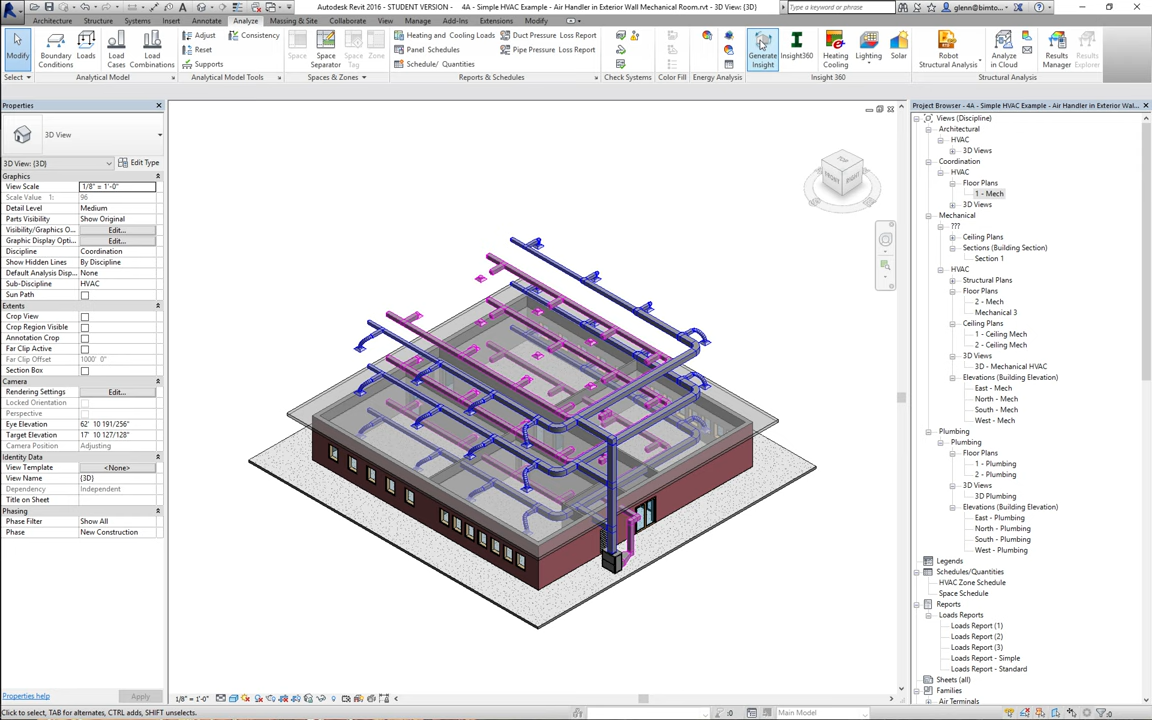 Autodesk Revit 2016 - STUDENT VERSION - 4A - Simple HVAC Example - Air Handler in Exterior Wall Mechanical Room.rvt - 3D View: {3D}
Type a keyword or phrase
glenn@bimto...
Architecture Structure Systems Insert Annotate Analyze Massing & Site Collaborate View Manage Add-Ins Extensions Modify
Modify
Select
Boundary Conditions
Loads
Load Cases
Load Combinations
Analytical Model
Adjust
Reset
Supports
Consistency
Analytical Model Tools
Space
Space Separator
Space Tag
Zone
Spaces & Zones
Heating and Cooling Loads
Panel Schedules
Schedule/ Quantities
Duct Pressure Loss Report
Pipe Pressure Loss Report
Reports & Schedules
Check Systems
Color Fill
Energy Analysis
Generate Insight
Insight360
Heating Cooling
Lighting
Solar
Insight 360
Robot Structural Analysis
Analyze in Cloud
Results Manager
Results Explorer
Structural Analysis
Properties
3D View
3D View: {3D}
Edit Type
Graphics
View Scale 1/8" = 1'-0"
Scale Value 1: 96
Detail Level Medium
Parts Visibility Show Original
Visibility/Graphics O... Edit...
Graphic Display Opti... Edit...
Discipline Coordination
Show Hidden Lines By Discipline
Default Analysis Disp... None
Sub-Discipline HVAC
Sun Path
Extents
Crop View
Crop Region Visible
Annotation Crop
Far Clip Active
Far Clip Offset 1000' 0"
Section Box
Camera
Rendering Settings Edit...
Locked Orientation
Perspective
Eye Elevation 62' 10 191/256"
Target Elevation 17' 10 127/128"
Camera Position Adjusting
Identity Data
View Template <None>
View Name {3D}
Dependency Independent
Title on Sheet
Phasing
Phase Filter Show All
Phase New Construction
Properties help
Apply
TOP
FRONT
RIGHT
1/8" = 1'-0"
Project Browser - 4A - Simple HVAC Example - Air Handler in Exterior Wal...
Views (Discipline)
Architectural
HVAC
3D Views
Coordination
HVAC
Floor Plans
1 - Mech
3D Views
Mechanical
???
Ceiling Plans
Sections (Building Section)
Section 1
HVAC
Structural Plans
Floor Plans
2 - Mech
Mechanical 3
Ceiling Plans
1 - Ceiling Mech
2 - Ceiling Mech
3D Views
3D - Mechanical HVAC
Elevations (Building Elevation)
East - Mech
North - Mech
South - Mech
West - Mech
Plumbing
Plumbing
Floor Plans
1 - Plumbing
2 - Plumbing
3D Views
3D Plumbing
Elevations (Building Elevation)
East - Plumbing
North - Plumbing
South - Plumbing
West - Plumbing
Legends
Schedules/Quantities
HVAC Zone Schedule
Space Schedule
Reports
Loads Reports
Loads Report (1)
Loads Report (2)
Loads Report (3)
Loads Report - Simple
Loads Report - Standard
Sheets (all)
Families
Air Terminals
Click to select, TAB for alternates, CTRL adds, SHIFT unselects.
:0
Main Model
:0